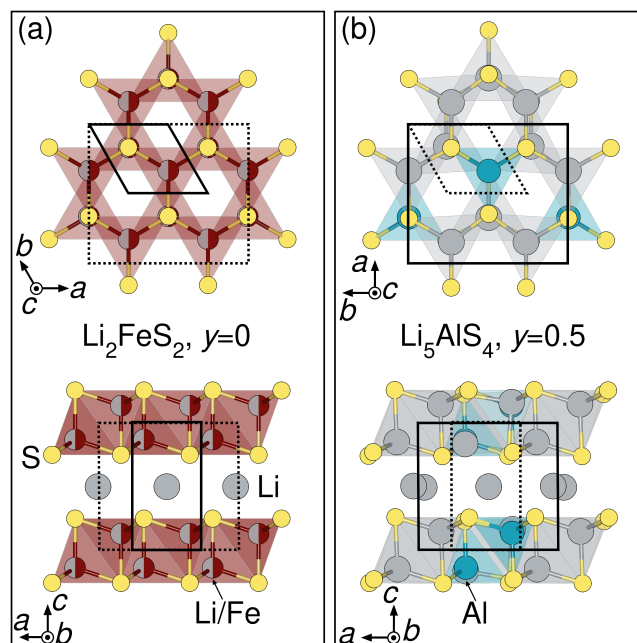 (a)
(b)
b
c
a
a
b
c
Li₂FeS₂, y=0
Li₅AlS₄, y=0.5
S
Li
Li/Fe
Al
c
a
b
c
a
b